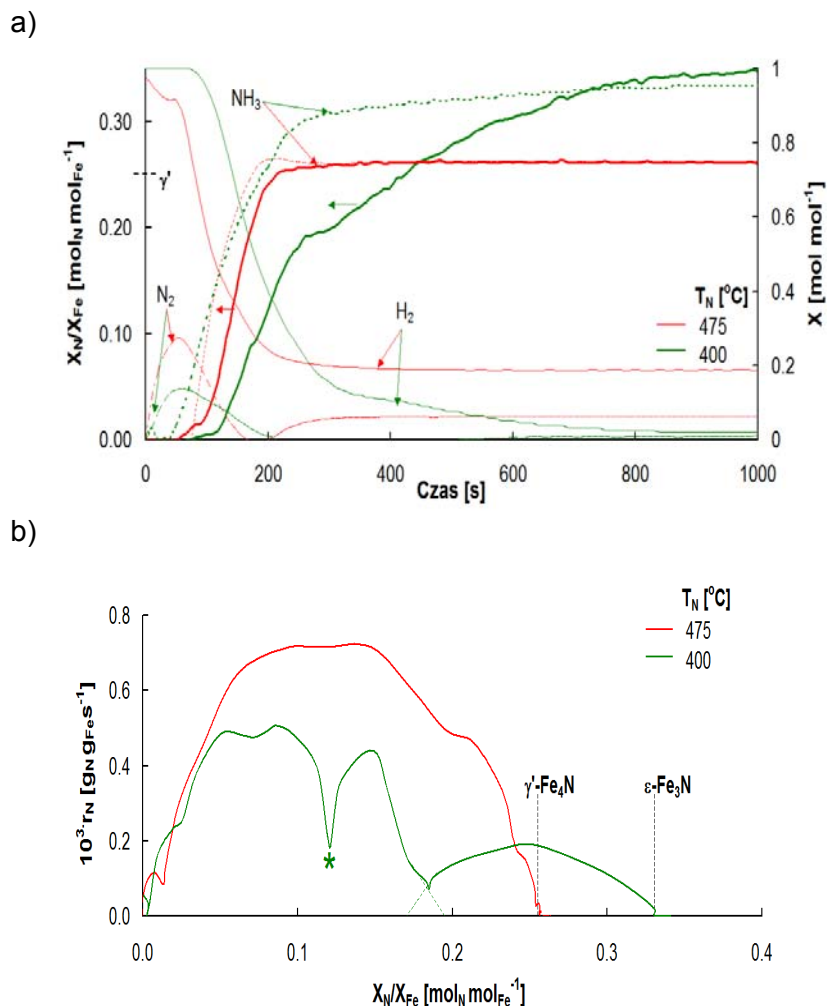 a)
X_N/X_Fe [mol_N mol_Fe⁻¹]
0.30
0.20
0.10
0.00
γ'
NH₃
N₂
H₂
T_N [°C]
475
400
X [mol mol⁻¹]
1
0.8
0.6
0.4
0.2
0
0 200 400 600 800 1000
Czas [s]
b)
10³·r_N [g_N g_Fe s⁻¹]
0.8
0.6
0.4
0.2
0.0
T_N [°C]
475
400
γ'-Fe₄N
ε-Fe₃N
*
0.0 0.1 0.2 0.3 0.4
X_N/X_Fe [mol_N mol_Fe⁻¹]